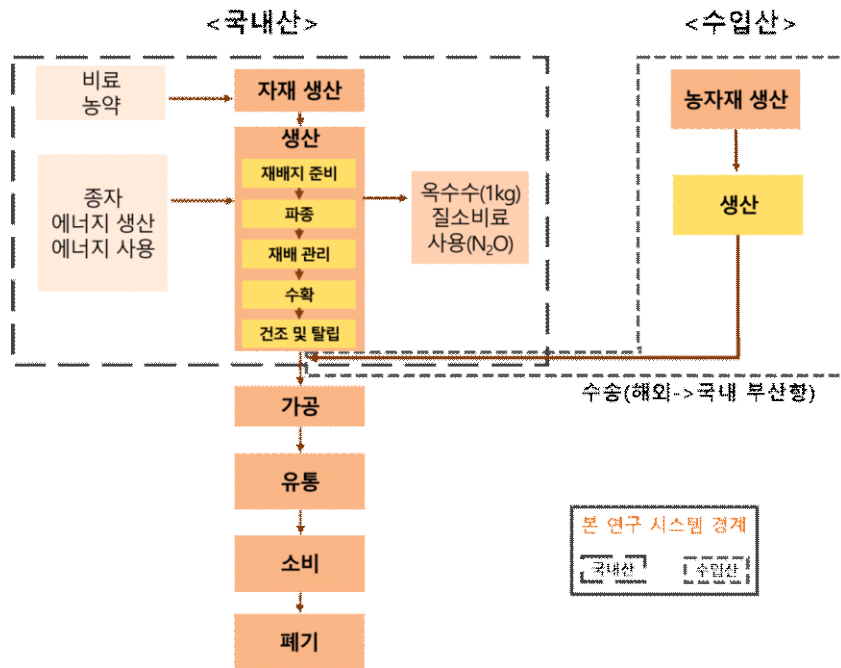 <국내산>
<수입산>
비료
농약
자재 생산
생산
재배지 준비
파종
재배 관리
수확
건조 및 탈립
종자
에너지 생산
에너지 사용
옥수수(1kg)
질소비료
사용(N₂O)
농자재 생산
생산
수송(해외->국내 부산항)
가공
유통
소비
폐기
본 연구 시스템 경계
국내산
수입산